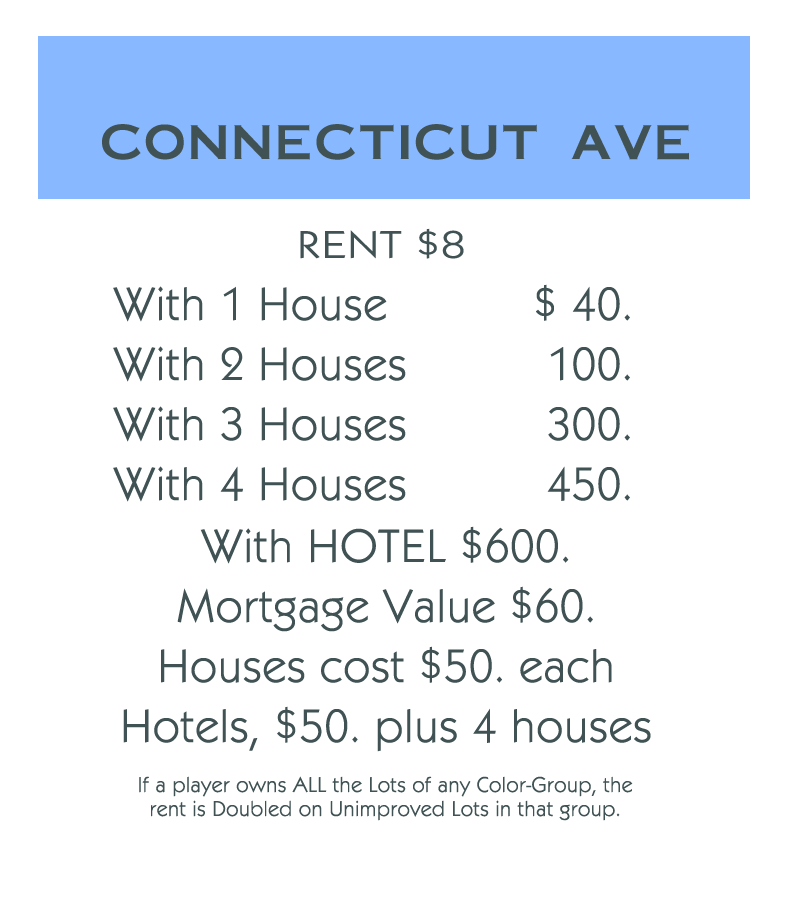 CONNECTICUT AVE
RENT $8
With 1 House $ 40.
With 2 Houses 100.
With 3 Houses 300.
With 4 Houses 450.
With HOTEL $600.
Mortgage Value $60.
Houses cost $50. each
Hotels, $50. plus 4 houses
If a player owns ALL the Lots of any Color-Group, the
rent is Doubled on Unimproved Lots in that group.